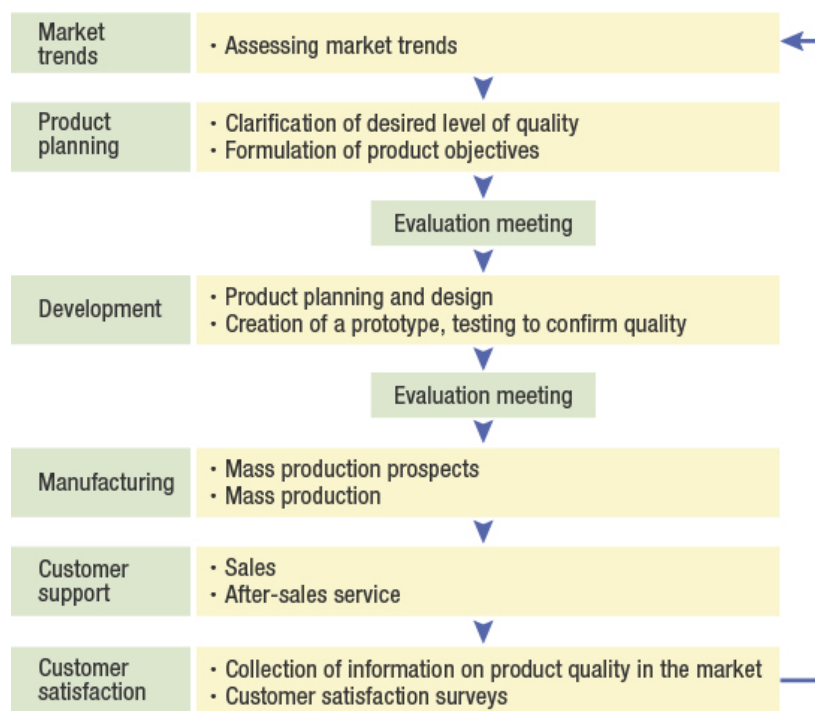 Market
trends
・Assessing market trends
Product
planning
・Clarification of desired level of quality
・Formulation of product objectives
Evaluation meeting
Development
・Product planning and design
・Creation of a prototype, testing to confirm quality
Evaluation meeting
Manufacturing
・Mass production prospects
・Mass production
Customer
support
・Sales
・After-sales service
Customer
satisfaction
・Collection of information on product quality in the market
・Customer satisfaction surveys